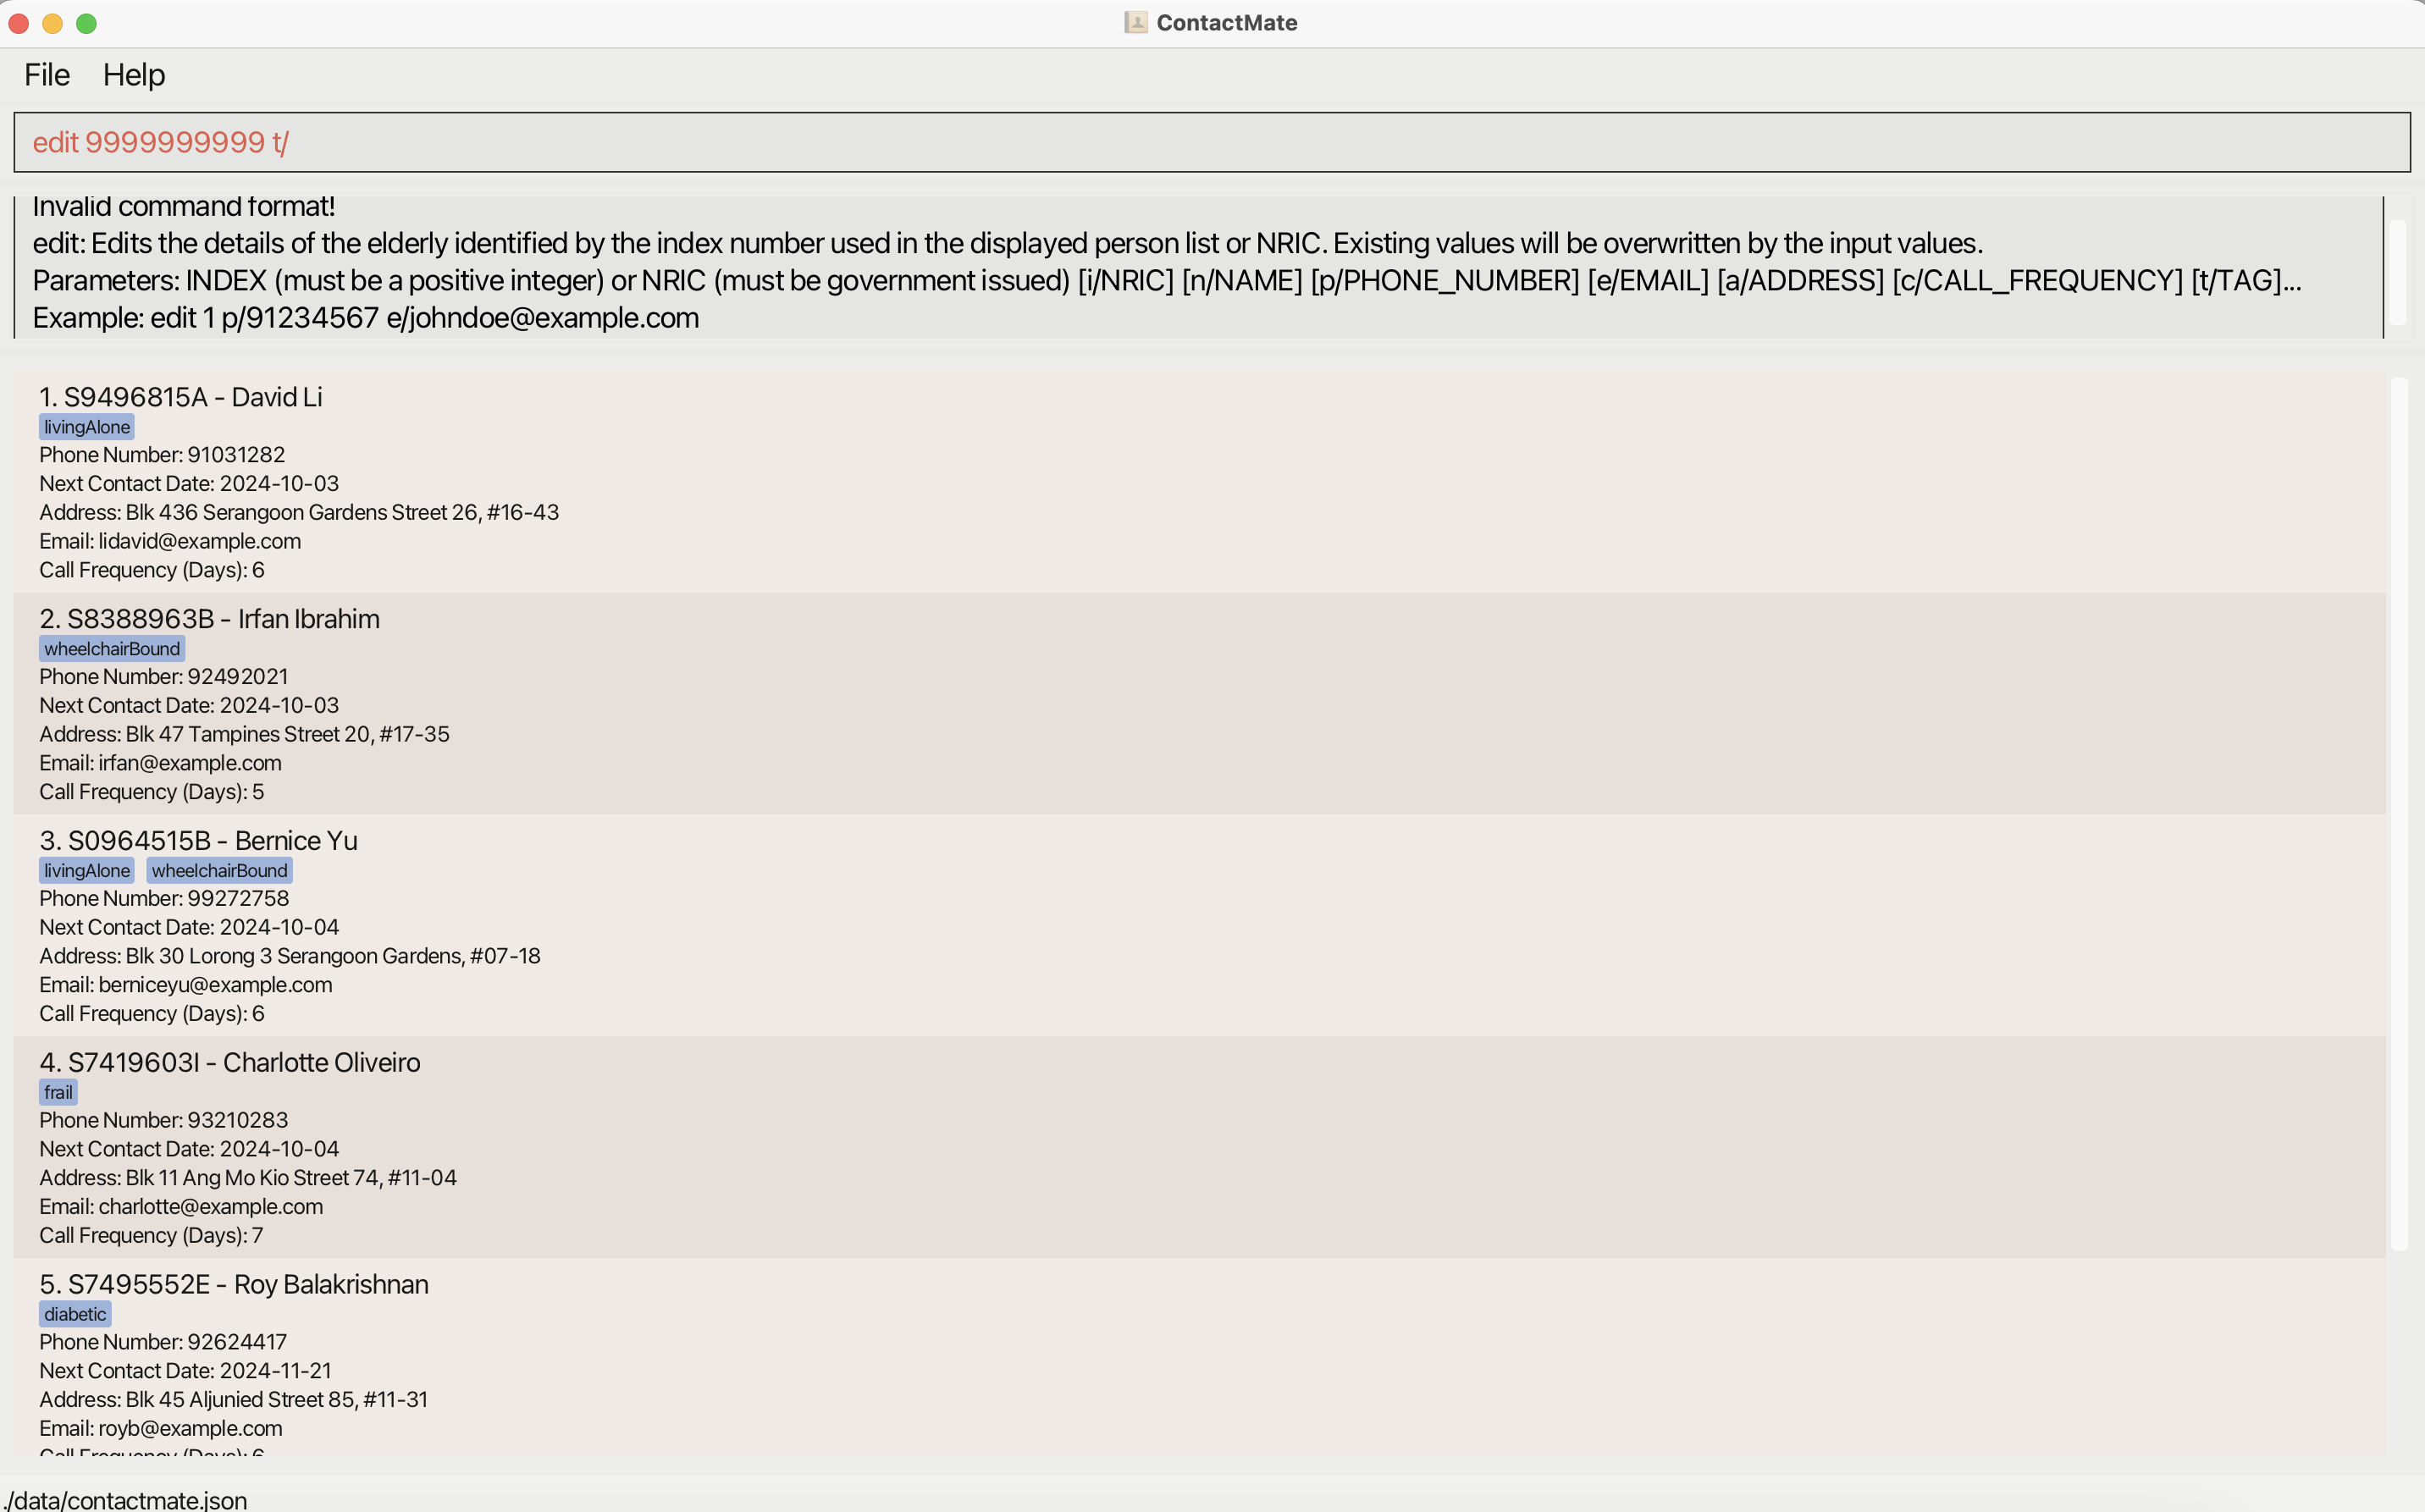 ContactMate
File Help
edit 9999999999 t/
Invalid command format!
edit: Edits the details of the elderly identified by the index number used in the displayed person list or NRIC. Existing values will be overwritten by the input values.
Parameters: INDEX (must be a positive integer) or NRIC (must be government issued) [i/NRIC] [n/NAME] [p/PHONE_NUMBER] [e/EMAIL] [a/ADDRESS] [c/CALL_FREQUENCY] [t/TAG]...
Example: edit 1 p/91234567 e/johndoe@example.com
1. S9496815A - David Li
livingAlone
Phone Number: 91031282
Next Contact Date: 2024-10-03
Address: Blk 436 Serangoon Gardens Street 26, #16-43
Email: lidavid@example.com
Call Frequency (Days): 6
2. S8388963B - Irfan Ibrahim
wheelchairBound
Phone Number: 92492021
Next Contact Date: 2024-10-03
Address: Blk 47 Tampines Street 20, #17-35
Email: irfan@example.com
Call Frequency (Days): 5
3. S0964515B - Bernice Yu
livingAlone wheelchairBound
Phone Number: 99272758
Next Contact Date: 2024-10-04
Address: Blk 30 Lorong 3 Serangoon Gardens, #07-18
Email: berniceyu@example.com
Call Frequency (Days): 6
4. S7419603I - Charlotte Oliveiro
frail
Phone Number: 93210283
Next Contact Date: 2024-10-04
Address: Blk 11 Ang Mo Kio Street 74, #11-04
Email: charlotte@example.com
Call Frequency (Days): 7
5. S7495552E - Roy Balakrishnan
diabetic
Phone Number: 92624417
Next Contact Date: 2024-11-21
Address: Blk 45 Aljunied Street 85, #11-31
Email: royb@example.com
Call Frequency (Days): 6
./data/contactmate.json